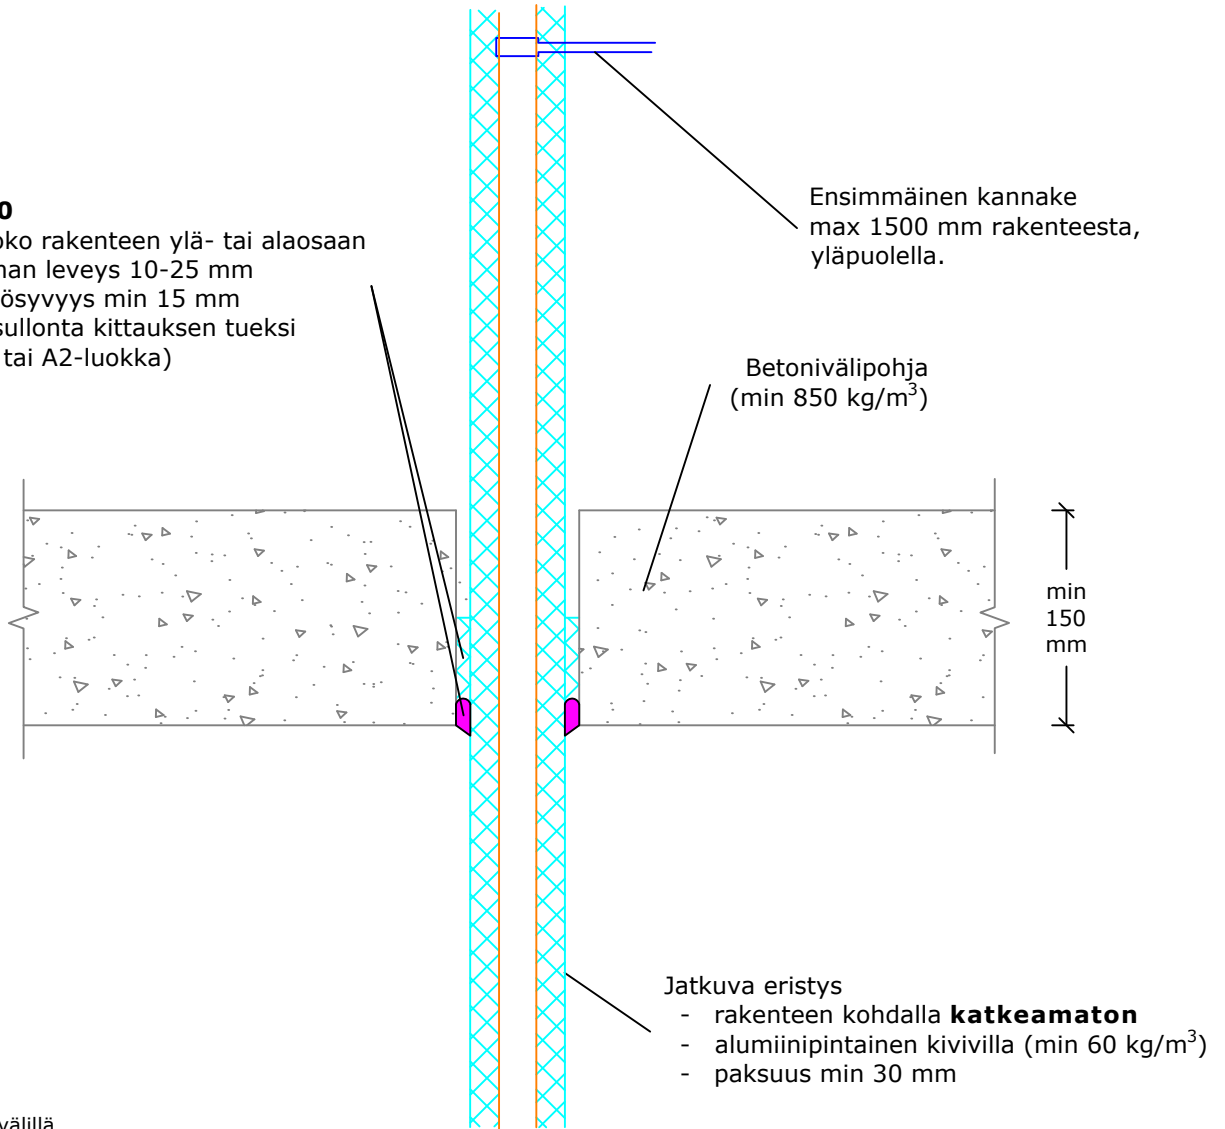 0
oko rakenteen ylä- tai alaosaan
nan leveys 10-25 mm
ösyvyys min 15 mm
sullonta kittauksen tueksi
tai A2-luokka)
Ensimmäinen kannake
max 1500 mm rakenteesta,
yläpuolella.
Betonivälipohja
(min 850 kg/m³)
min
150
mm
Jatkuva eristys
- rakenteen kohdalla katkeamaton
- alumiinipintainen kivivilla (min 60 kg/m³)
- paksuus min 30 mm
välillä